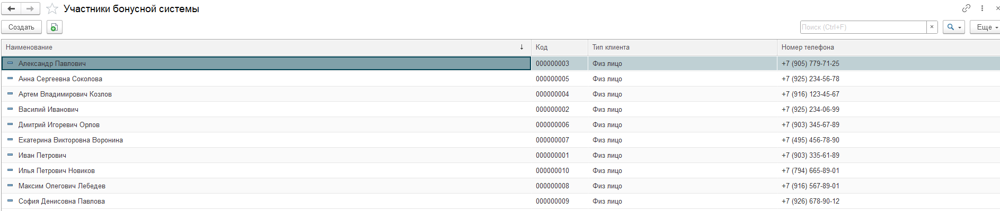 Участники бонусной системы
Создать Поиск (Ctrl+F) × Еще
Наименование ↓ Код Тип клиента Номер телефона
Александр Павлович 000000003 Физ лицо +7 (905) 779-71-25
Анна Сергеевна Соколова 000000005 Физ лицо +7 (925) 234-56-78
Артем Владимирович Козлов 000000004 Физ лицо +7 (916) 123-45-67
Василий Иванович 000000002 Физ лицо +7 (925) 234-06-99
Дмитрий Игоревич Орлов 000000006 Физ лицо +7 (903) 345-67-89
Екатерина Викторовна Воронина 000000007 Физ лицо +7 (495) 456-78-90
Иван Петрович 000000001 Физ лицо +7 (903) 335-61-89
Илья Петрович Новиков 000000010 Физ лицо +7 (794) 665-89-01
Максим Олегович Лебедев 000000008 Физ лицо +7 (916) 567-89-01
София Денисовна Павлова 000000009 Физ лицо +7 (926) 678-90-12